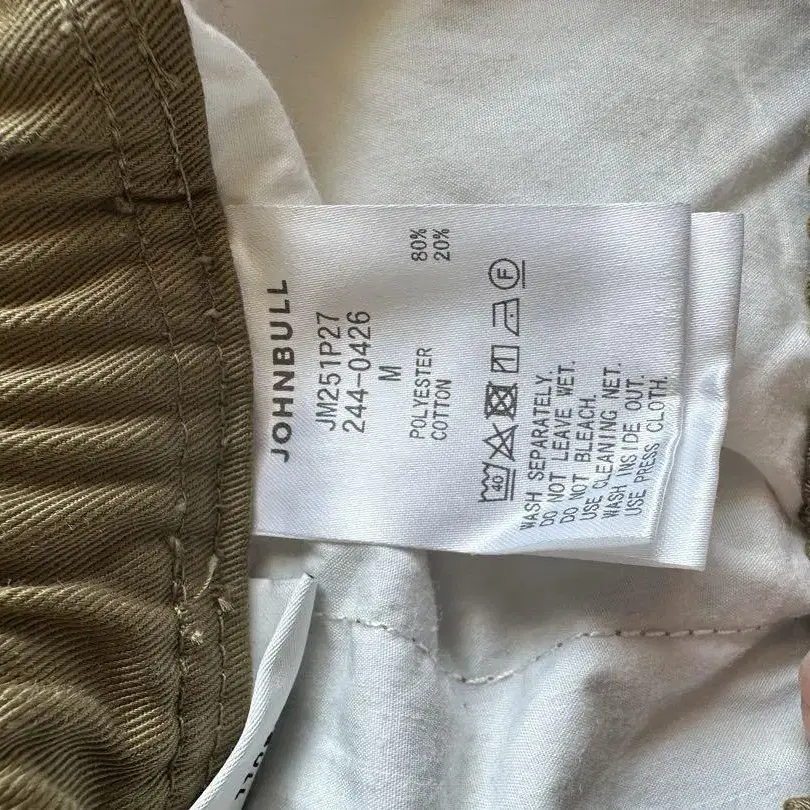 JOHNBULL
JM251P27
244-0426
M
POLYESTER 80%
COTTON 20%
40 F
WASH SEPARATELY.
DO NOT LEAVE WET.
DO NOT BLEACH.
USE CLEANING NET.
WASH INSIDE OUT.
USE PRESS CLOTH.